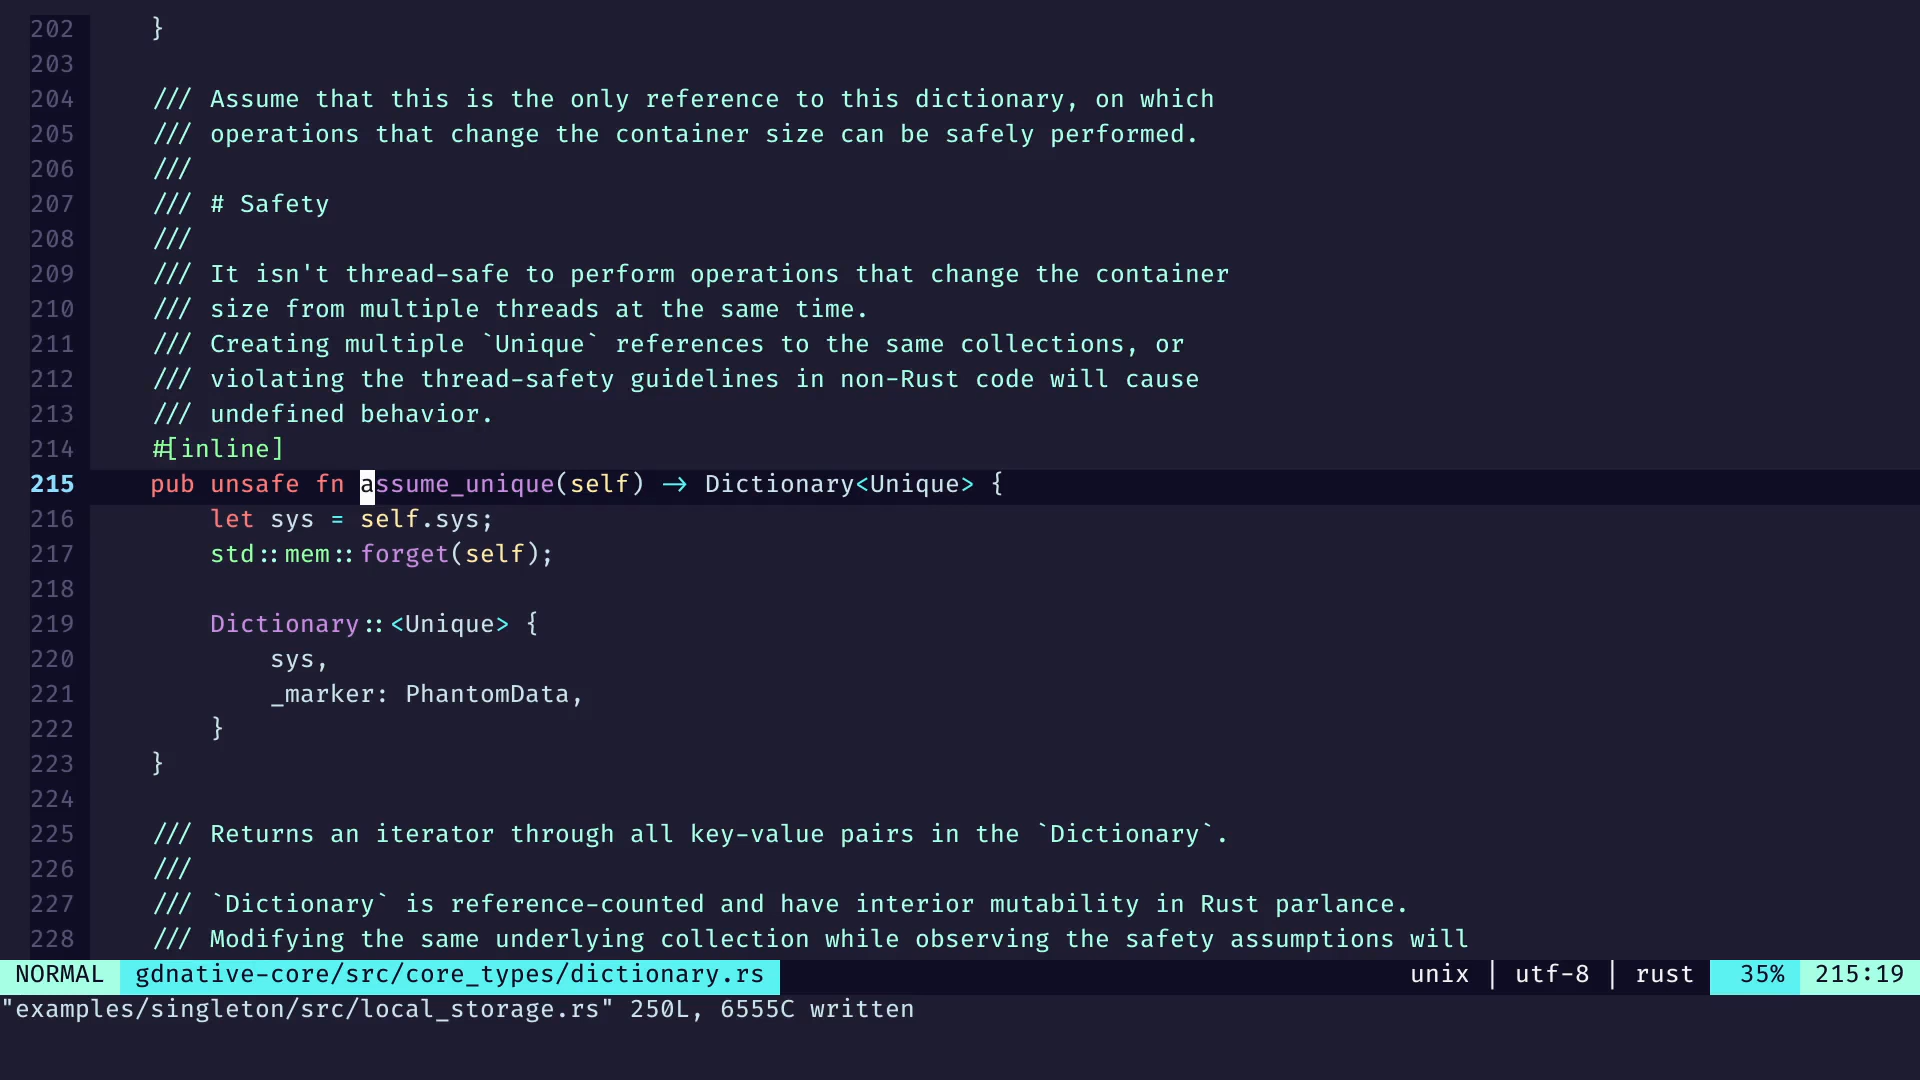 202     }
203
204     /// Assume that this is the only reference to this dictionary, on which
205     /// operations that change the container size can be safely performed.
206     ///
207     /// # Safety
208     ///
209     /// It isn't thread-safe to perform operations that change the container
210     /// size from multiple threads at the same time.
211     /// Creating multiple `Unique` references to the same collections, or
212     /// violating the thread-safety guidelines in non-Rust code will cause
213     /// undefined behavior.
214     #[inline]
215     pub unsafe fn assume_unique(self) -> Dictionary<Unique> {
216         let sys = self.sys;
217         std::mem::forget(self);
218
219         Dictionary::<Unique> {
220             sys,
221             _marker: PhantomData,
222         }
223     }
224
225     /// Returns an iterator through all key-value pairs in the `Dictionary`.
226     ///
227     /// `Dictionary` is reference-counted and have interior mutability in Rust parlance.
228     /// Modifying the same underlying collection while observing the safety assumptions will
NORMAL gdnative-core/src/core_types/dictionary.rs unix | utf-8 | rust 35% 215:19
"examples/singleton/src/local_storage.rs" 250L, 6555C written